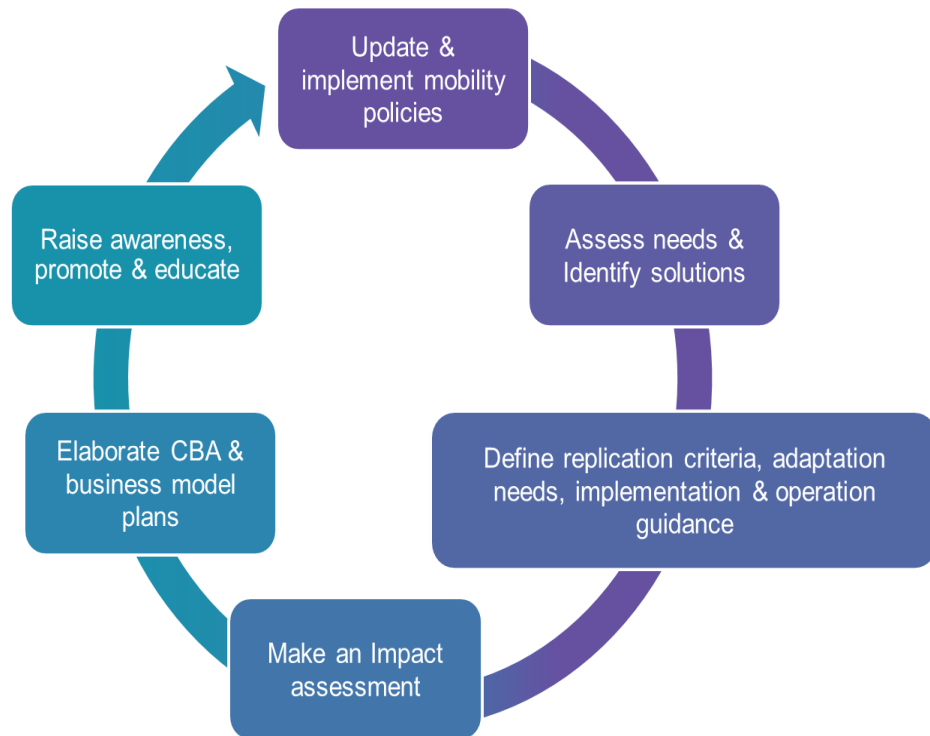 Update &
implement mobility
policies
Assess needs &
Identify solutions
Define replication criteria, adaptation
needs, implementation & operation
guidance
Make an Impact
assessment
Elaborate CBA &
business model
plans
Raise awareness,
promote & educate